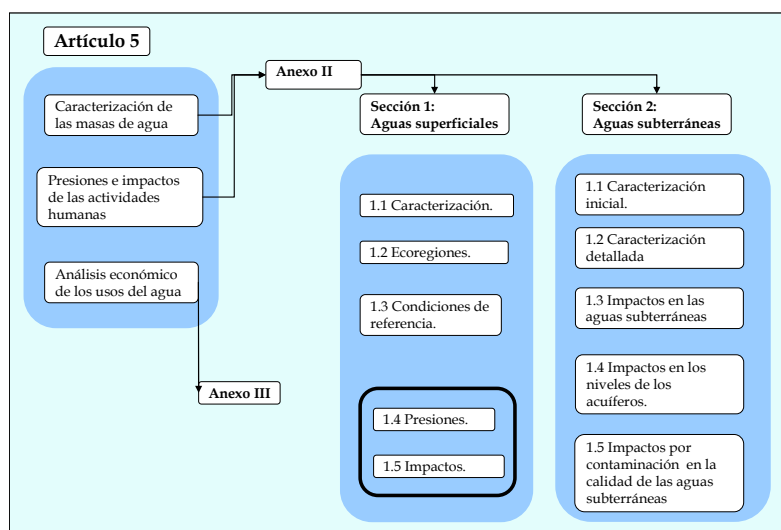 Artículo 5
Caracterización de
las masas de agua
Presiones e impactos
de las actividades
humanas
Análisis económico
de los usos del agua
Anexo II
Anexo III
Sección 1:
Aguas superficiales
1.1 Caracterización.
1.2 Ecoregiones.
1.3 Condiciones de
referencia.
1.4 Presiones.
1.5 Impactos.
Sección 2:
Aguas subterráneas
1.1 Caracterización
inicial.
1.2 Caracterización
detallada
1.3 Impactos en las
aguas subterráneas
1.4 Impactos en los
niveles de los
acuíferos.
1.5 Impactos por
contaminación en la
calidad de las aguas
subterráneas